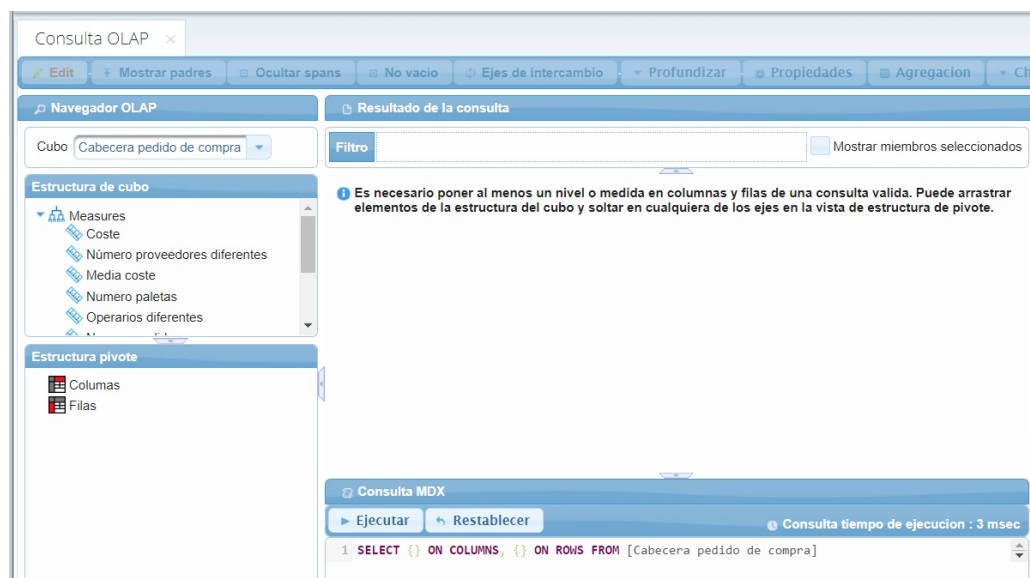 Consulta OLAP
Edit Mostrar padres Ocultar spans No vacio Ejes de intercambio Profundizar Propiedades Agregacion
Navegador OLAP
Resultado de la consulta
Cubo Cabecera pedido de compra
Filtro
Mostrar miembros seleccionados
Estructura de cubo
Es necesario poner al menos un nivel o medida en columnas y filas de una consulta valida. Puede arrastrar
elementos de la estructura del cubo y soltar en cualquiera de los ejes en la vista de estructura de pivote.
Measures
Coste
Número proveedores diferentes
Media coste
Numero paletas
Operarios diferentes
Estructura pivote
Columas
Filas
Consulta MDX
Ejecutar Restablecer
Consulta tiempo de ejecucion : 3 msec
1 SELECT {} ON COLUMNS, {} ON ROWS FROM [Cabecera pedido de compra]